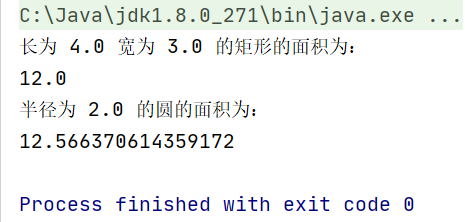 C:\Java\jdk1.8.0_271\bin\java.exe ...
长为 4.0 宽为 3.0 的矩形的面积为：
12.0
半径为 2.0 的圆的面积为：
12.566370614359172
Process finished with exit code 0